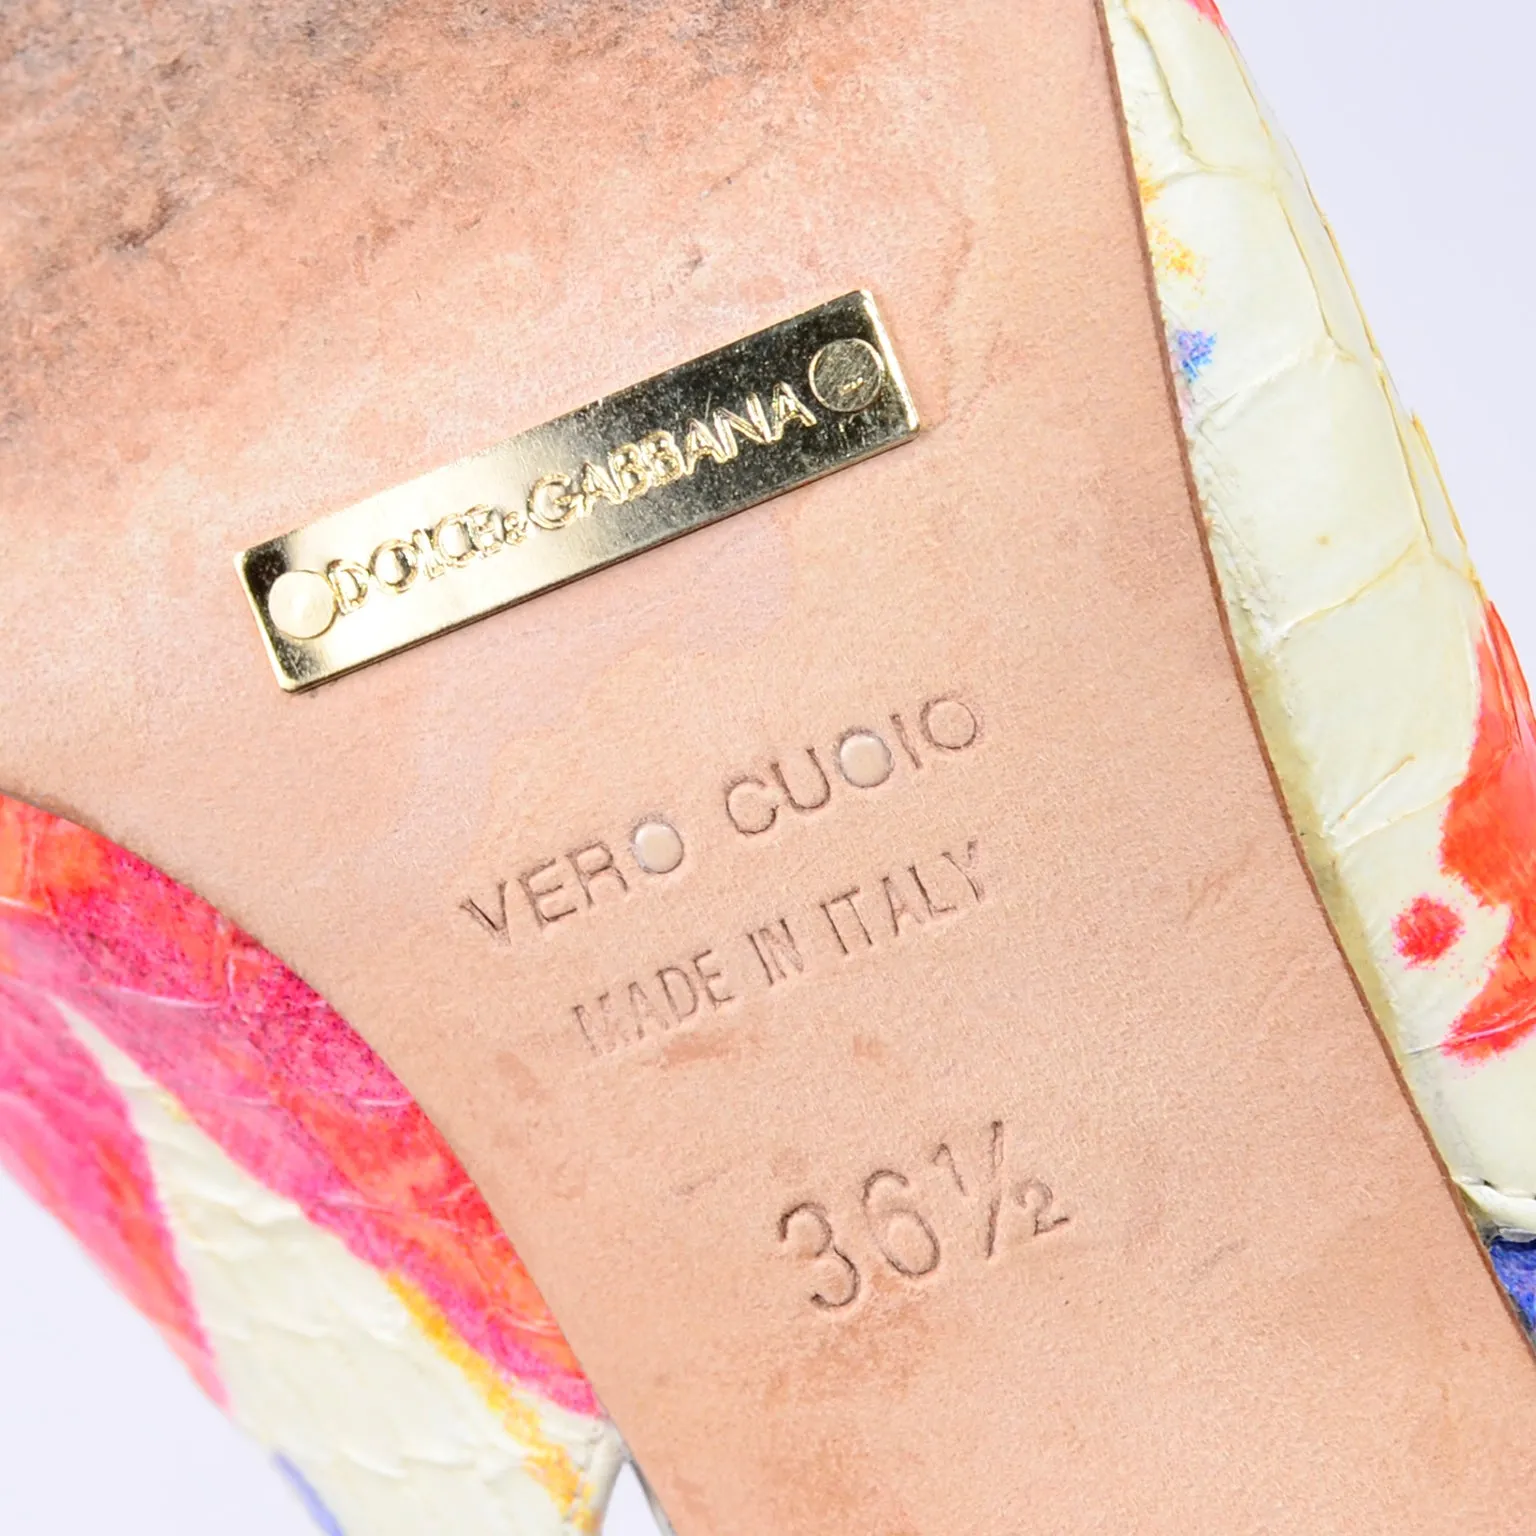 DOLCE&GABBANA
VERO CUOIO
MADE IN ITALY
36½